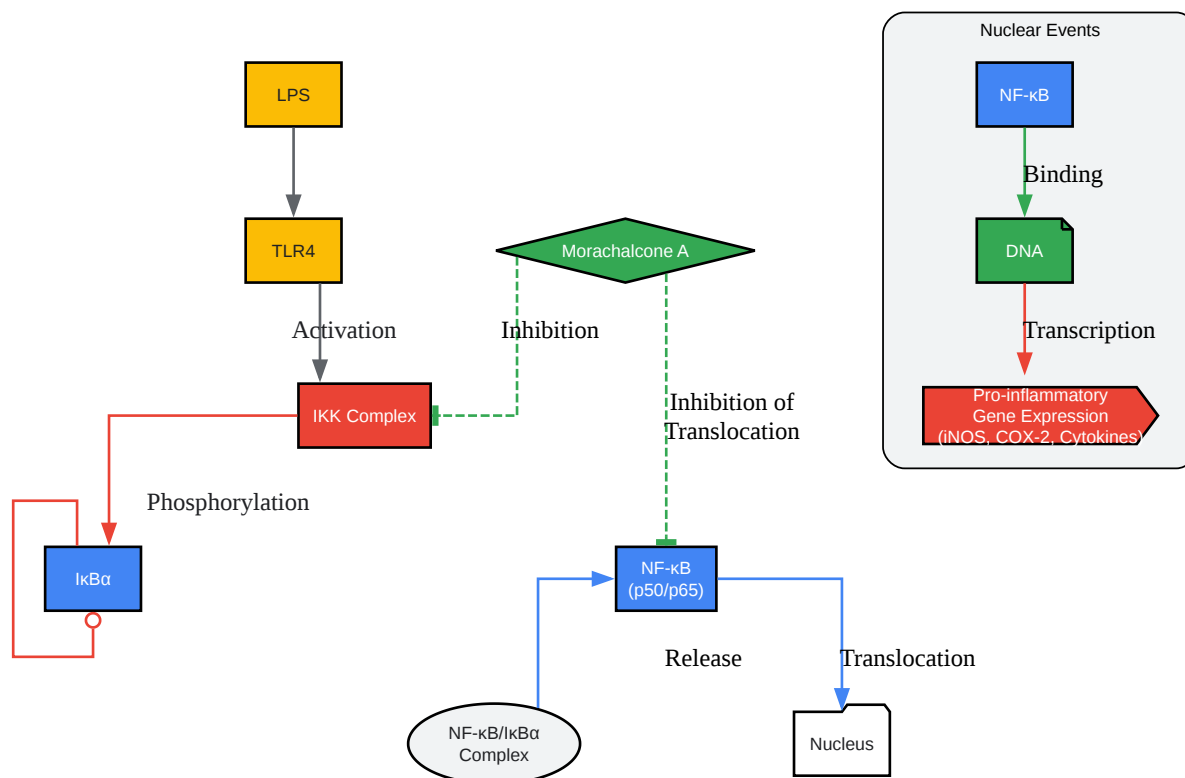 Nuclear Events
LPS
NF-κB
Binding
TLR4
Morachalcone A
DNA
Activation
Inhibition
Transcription
IKK Complex
Inhibition of
Translocation
Pro-inflammatory
Gene Expression
(iNOS, COX-2, Cytokines)
Phosphorylation
IκBα
NF-κB
(p50/p65)
Release
Translocation
NF-κB/IκBα
Complex
Nucleus